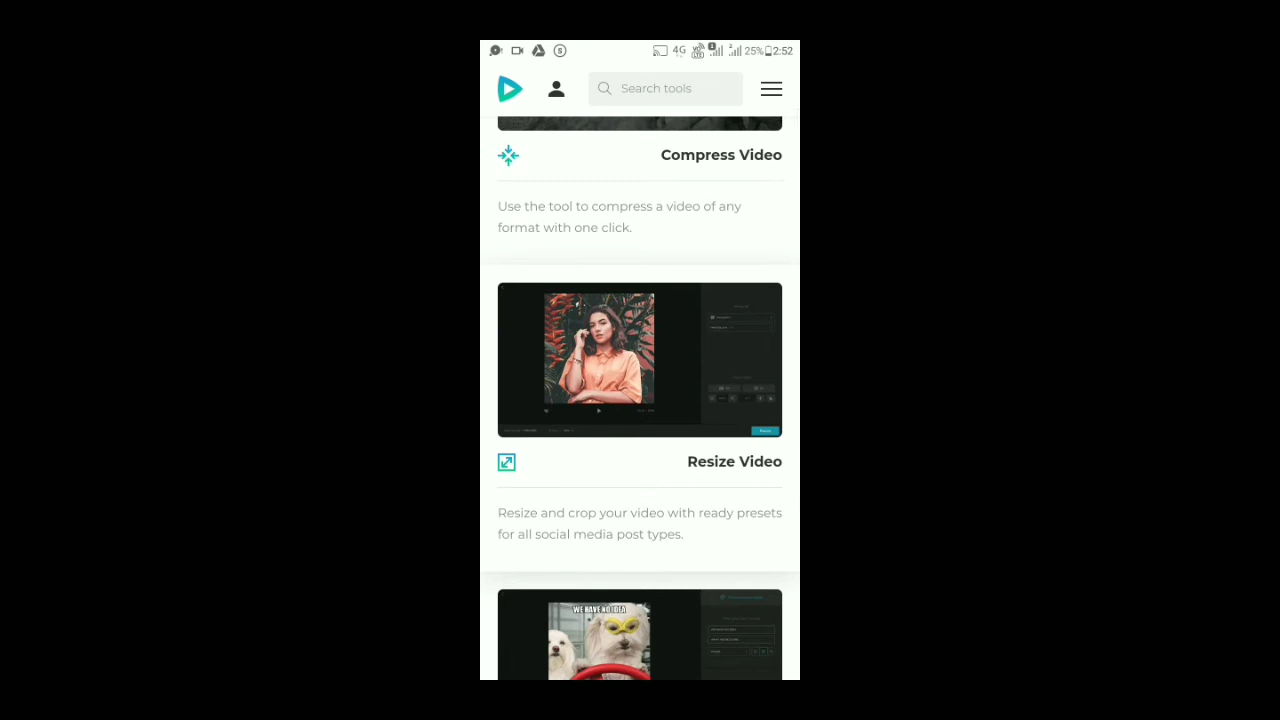 4G
25% 2:52
Search tools
Compress Video
Use the tool to compress a video of any
format with one click.
Resize Video
Resize and crop your video with ready presets
for all social media post types.
WE HAVE NO IDEA